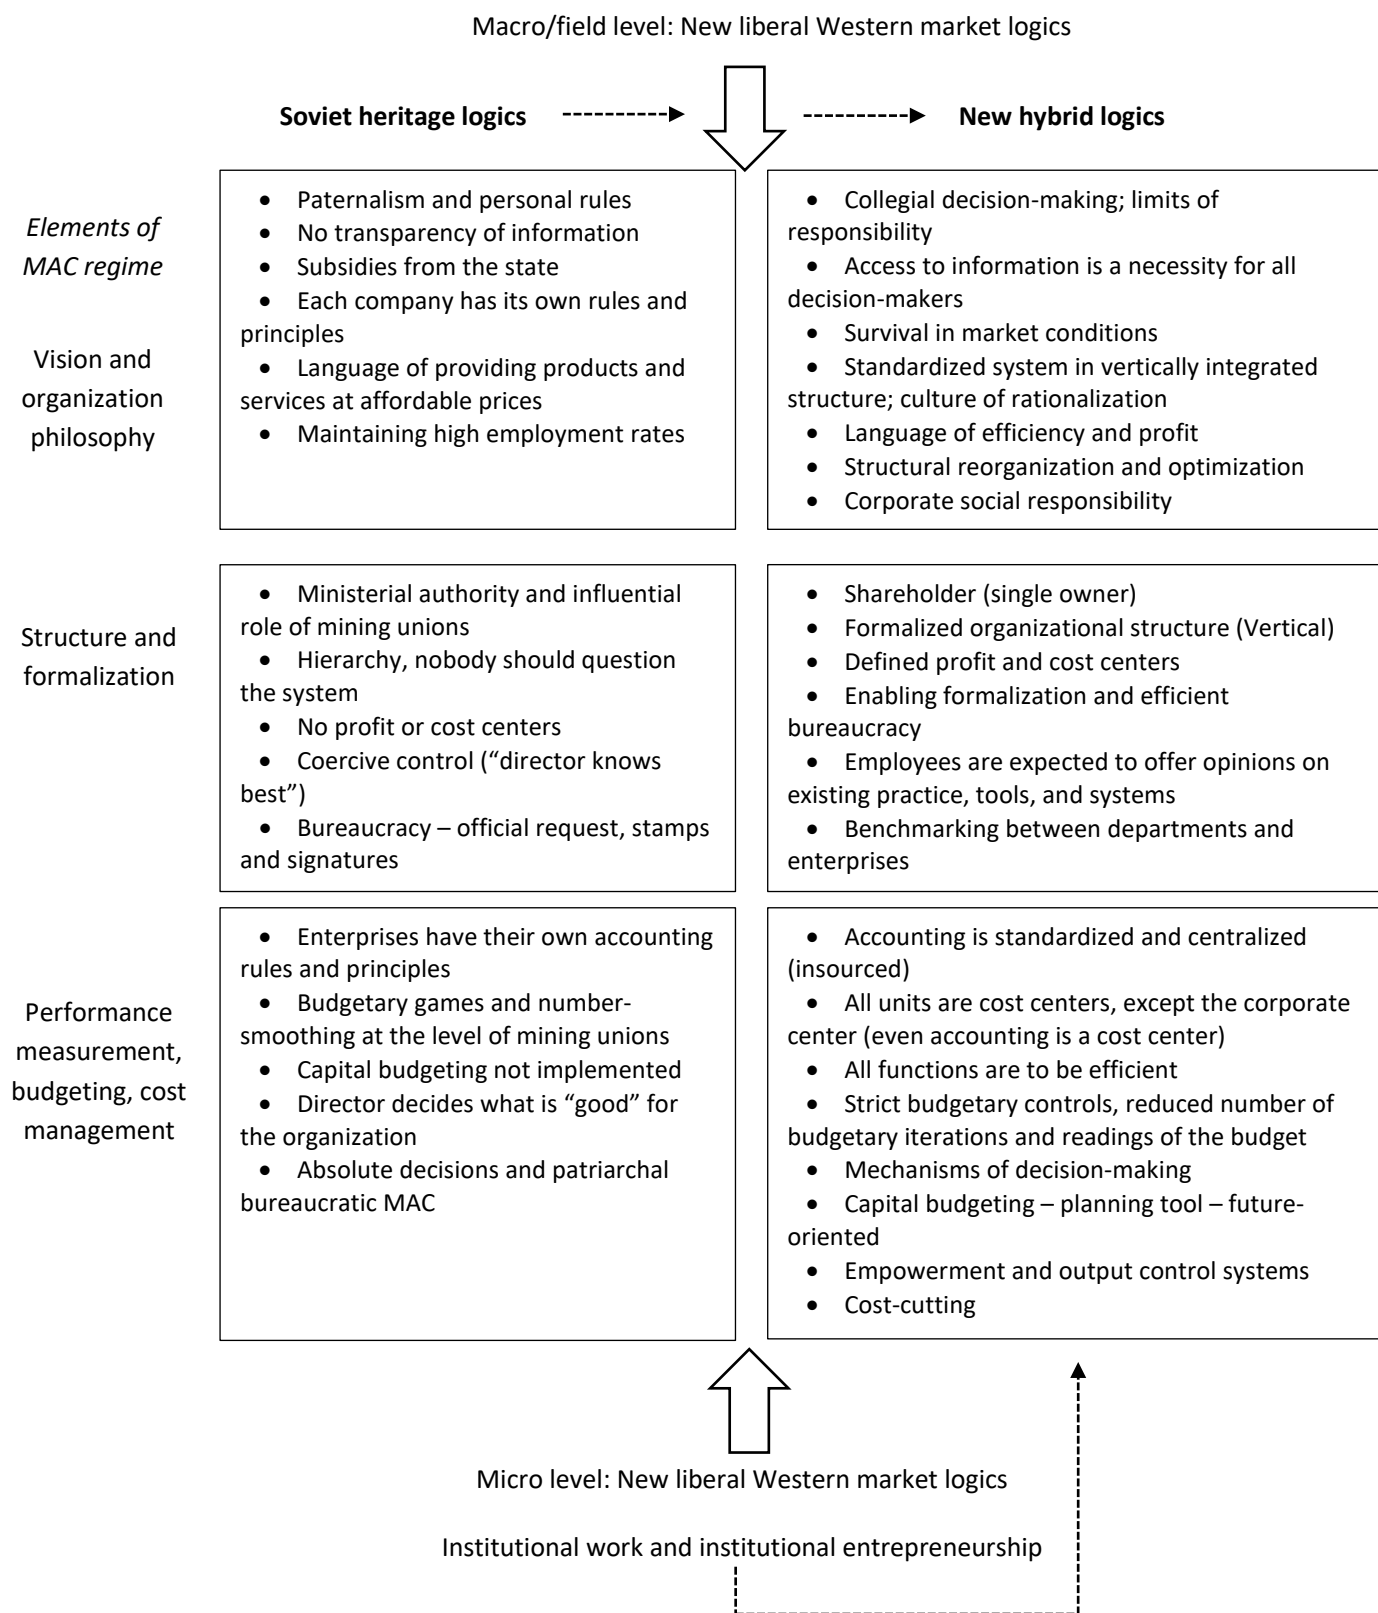 Macro/field level: New liberal Western market logics
Soviet heritage logics
New hybrid logics
Elements of
MAC regime
Vision and
organization
philosophy
• Paternalism and personal rules
• No transparency of information
• Subsidies from the state
• Each company has its own rules and
principles
• Language of providing products and
services at affordable prices
• Maintaining high employment rates
• Collegial decision-making; limits of
responsibility
• Access to information is a necessity for all
decision-makers
• Survival in market conditions
• Standardized system in vertically integrated
structure; culture of rationalization
• Language of efficiency and profit
• Structural reorganization and optimization
• Corporate social responsibility
Structure and
formalization
• Ministerial authority and influential
role of mining unions
• Hierarchy, nobody should question
the system
• No profit or cost centers
• Coercive control (“director knows
best”)
• Bureaucracy – official request, stamps
and signatures
• Shareholder (single owner)
• Formalized organizational structure (Vertical)
• Defined profit and cost centers
• Enabling formalization and efficient
bureaucracy
• Employees are expected to offer opinions on
existing practice, tools, and systems
• Benchmarking between departments and
enterprises
Performance
measurement,
budgeting, cost
management
• Enterprises have their own accounting
rules and principles
• Budgetary games and number-
smoothing at the level of mining unions
• Capital budgeting not implemented
• Director decides what is “good” for
the organization
• Absolute decisions and patriarchal
bureaucratic MAC
• Accounting is standardized and centralized
(insourced)
• All units are cost centers, except the corporate
center (even accounting is a cost center)
• All functions are to be efficient
• Strict budgetary controls, reduced number of
budgetary iterations and readings of the budget
• Mechanisms of decision-making
• Capital budgeting – planning tool – future-
oriented
• Empowerment and output control systems
• Cost-cutting
Micro level: New liberal Western market logics
Institutional work and institutional entrepreneurship